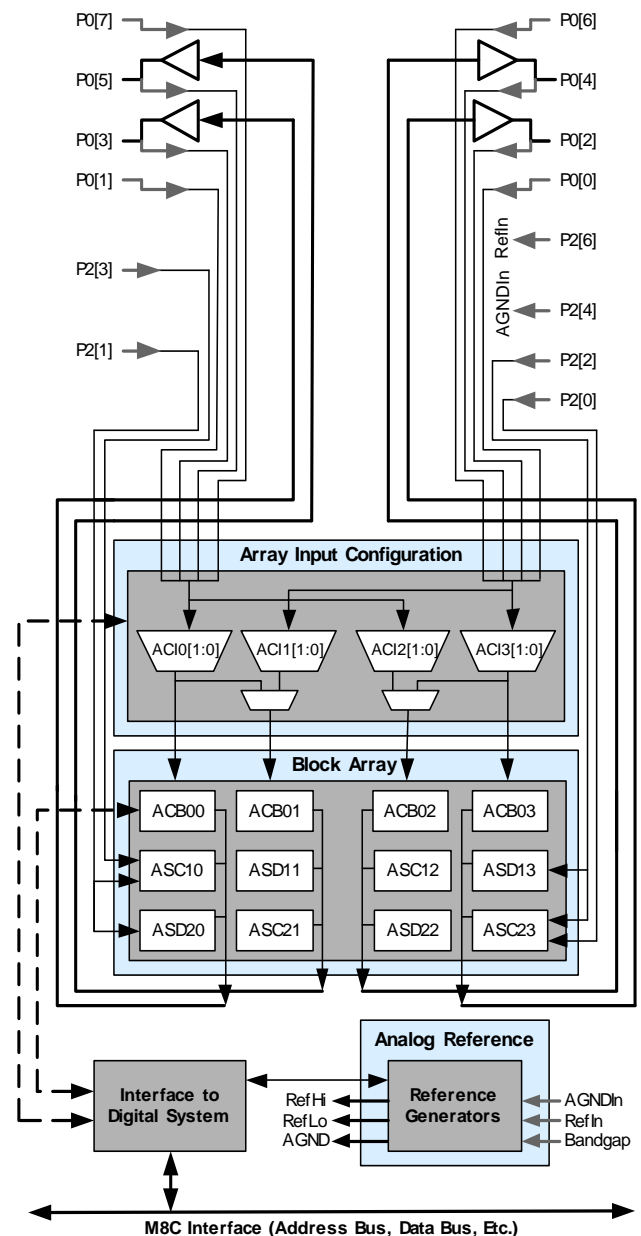 P0[7]
P0[6]
P0[5]
P0[4]
P0[3]
P0[2]
P0[1]
P0[0]
RefIn
P2[6]
P2[3]
AGNDIn
P2[4]
P2[1]
P2[2]
P2[0]
Array Input Configuration
ACI0[1:0]
ACI1[1:0]
ACI2[1:0]
ACI3[1:0]
Block Array
ACB00
ACB01
ACB02
ACB03
ASC10
ASD11
ASC12
ASD13
ASD20
ASC21
ASD22
ASC23
Analog Reference
Interface to
Digital System
RefHi
RefLo
AGND
Reference
Generators
AGNDIn
RefIn
Bandgap
M8C Interface (Address Bus, Data Bus, Etc.)